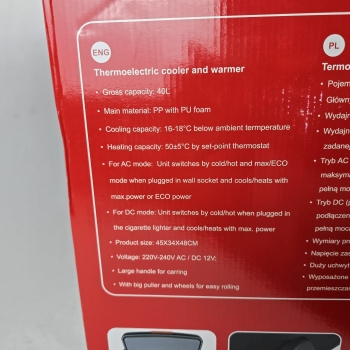 ENG
Thermoelectric cooler and warmer
• Gross capacity: 40L
• Main material: PP with PU foam
• Cooling capacity: 16-18°C below ambient termperature
• Heating capacity: 50±5°C by set-point thermostat
• For AC mode: Unit switches by cold/hot and max/ECO
mode when plugged in wall socket and cools/heats with
max.power or ECO power
• For DC mode: Unit switches by cold/hot when plugged in
the cigarette lighter and cools/heats with max. power
• Product size: 45X34X48CM
• Voltage: 220V-240V AC / DC 12V:
• Large handle for carring
• With big puller and wheels for easy rolling
PL
Termo
• Pojem
• Główny
• Wydajn
• Wydajn
zadane
• Tryb AC
maksyma
pełną mo
• Tryb DC (
podłączen
pełną moc
• Wymiary pro
• Napięcie zas
• Duży uchwyt
• Wyposażone
przemieszcza